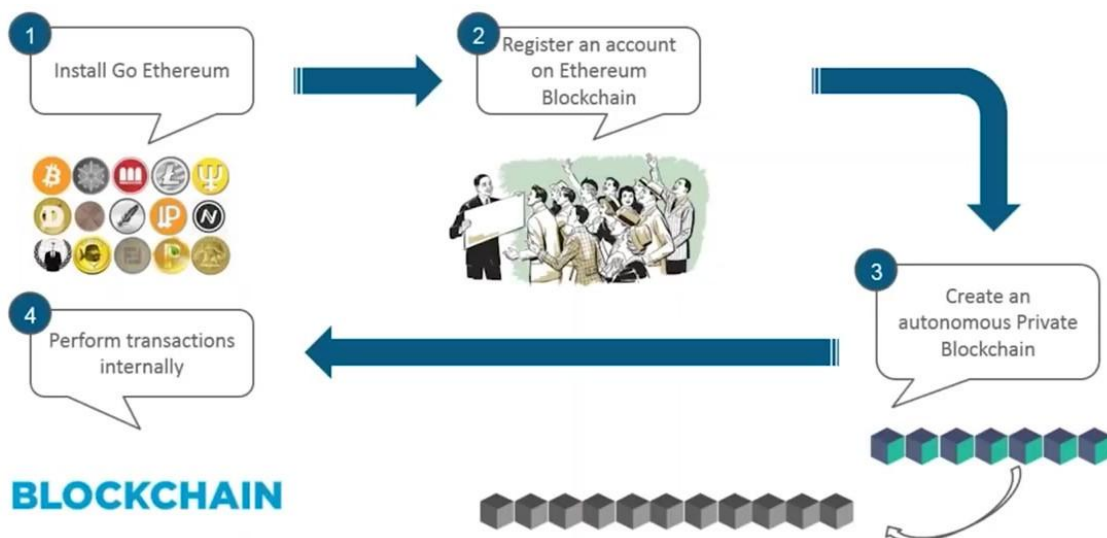 1
Install Go Ethereum
2
Register an account
on Ethereum
Blockchain
3
Create an
autonomous Private
Blockchain
4
Perform transactions
internally
BLOCKCHAIN